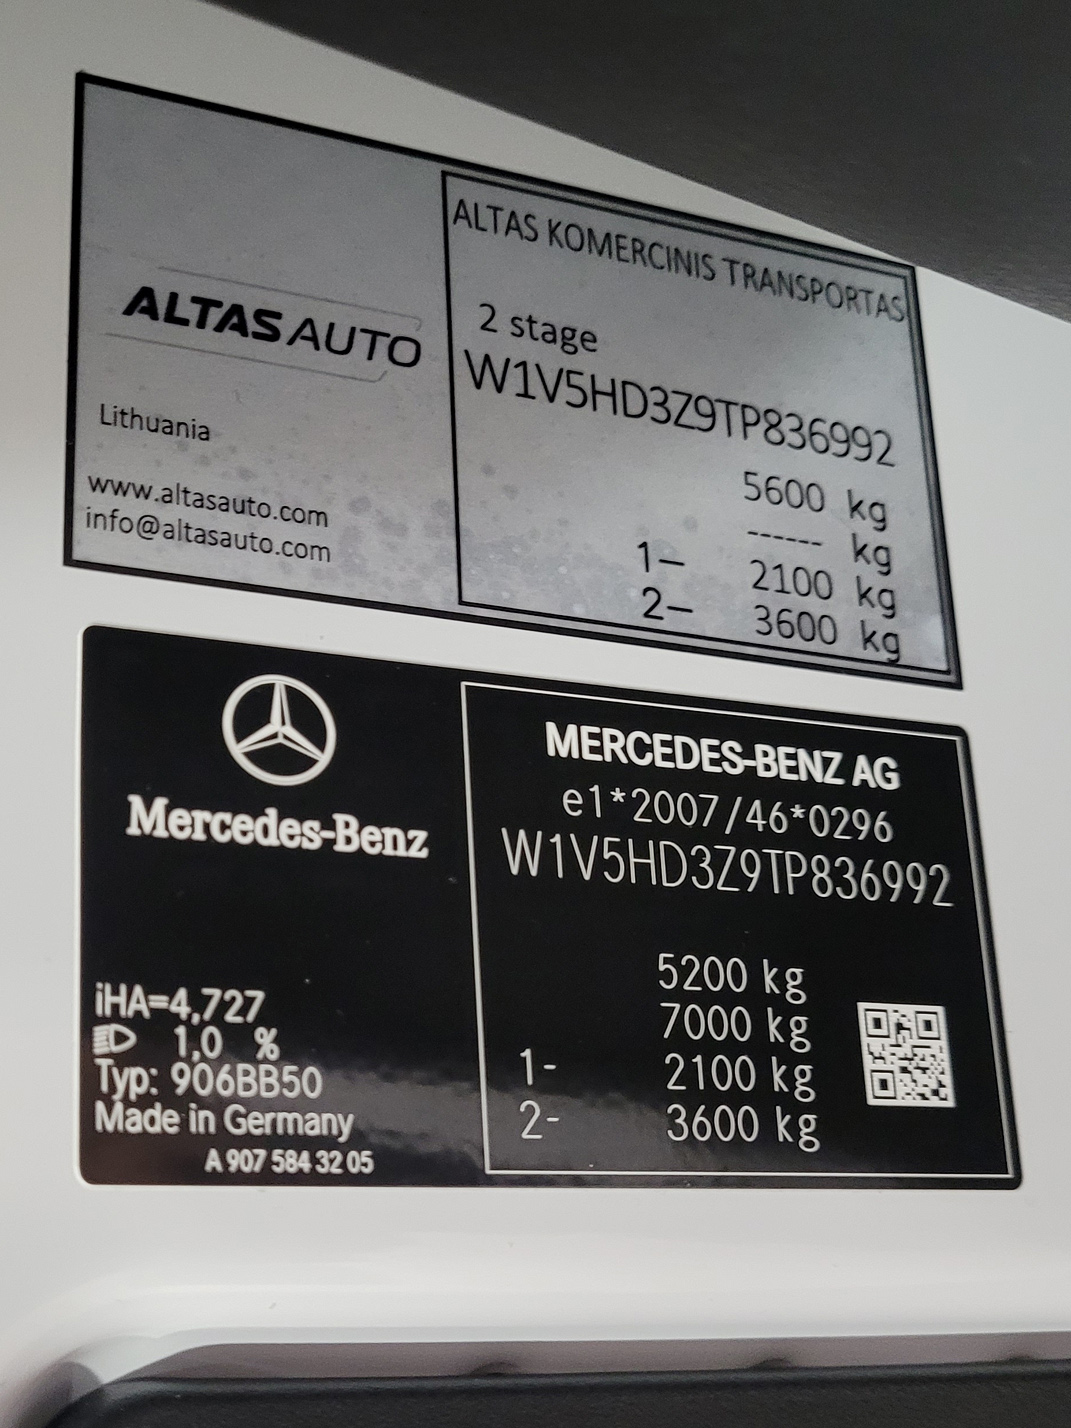 ALTASAUTO
Lithuania
www.altasauto.com
info@altasauto.com
ALTAS KOMERCINIS TRANSPORTAS
2 stage
W1V5HD3Z9TP836992
5600 kg
------ kg
1– 2100 kg
2– 3600 kg
Mercedes-Benz
iHA=4,727
1,0 %
Typ: 906BB50
Made in Germany
A 907 584 32 05
MERCEDES-BENZ AG
e1*2007/46*0296
W1V5HD3Z9TP836992
5200 kg
7000 kg
1- 2100 kg
2- 3600 kg